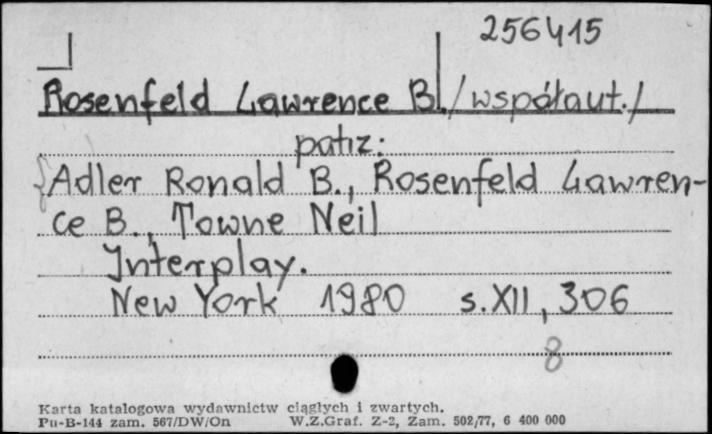 256415
Rosenfeld Lawrence B. /współaut./
patrz:
Adler Ronald B., Rosenfeld Lawren-
ce B., Towne Neil
Interplay.
New York 1980 s. XII, 306
8
Karta katalogowa wydawnictw ciągłych i zwartych.
Pu-B-144 zam. 567/DW/On W.Z.Graf. Z-2, Zam. 502/77, 6 400 000